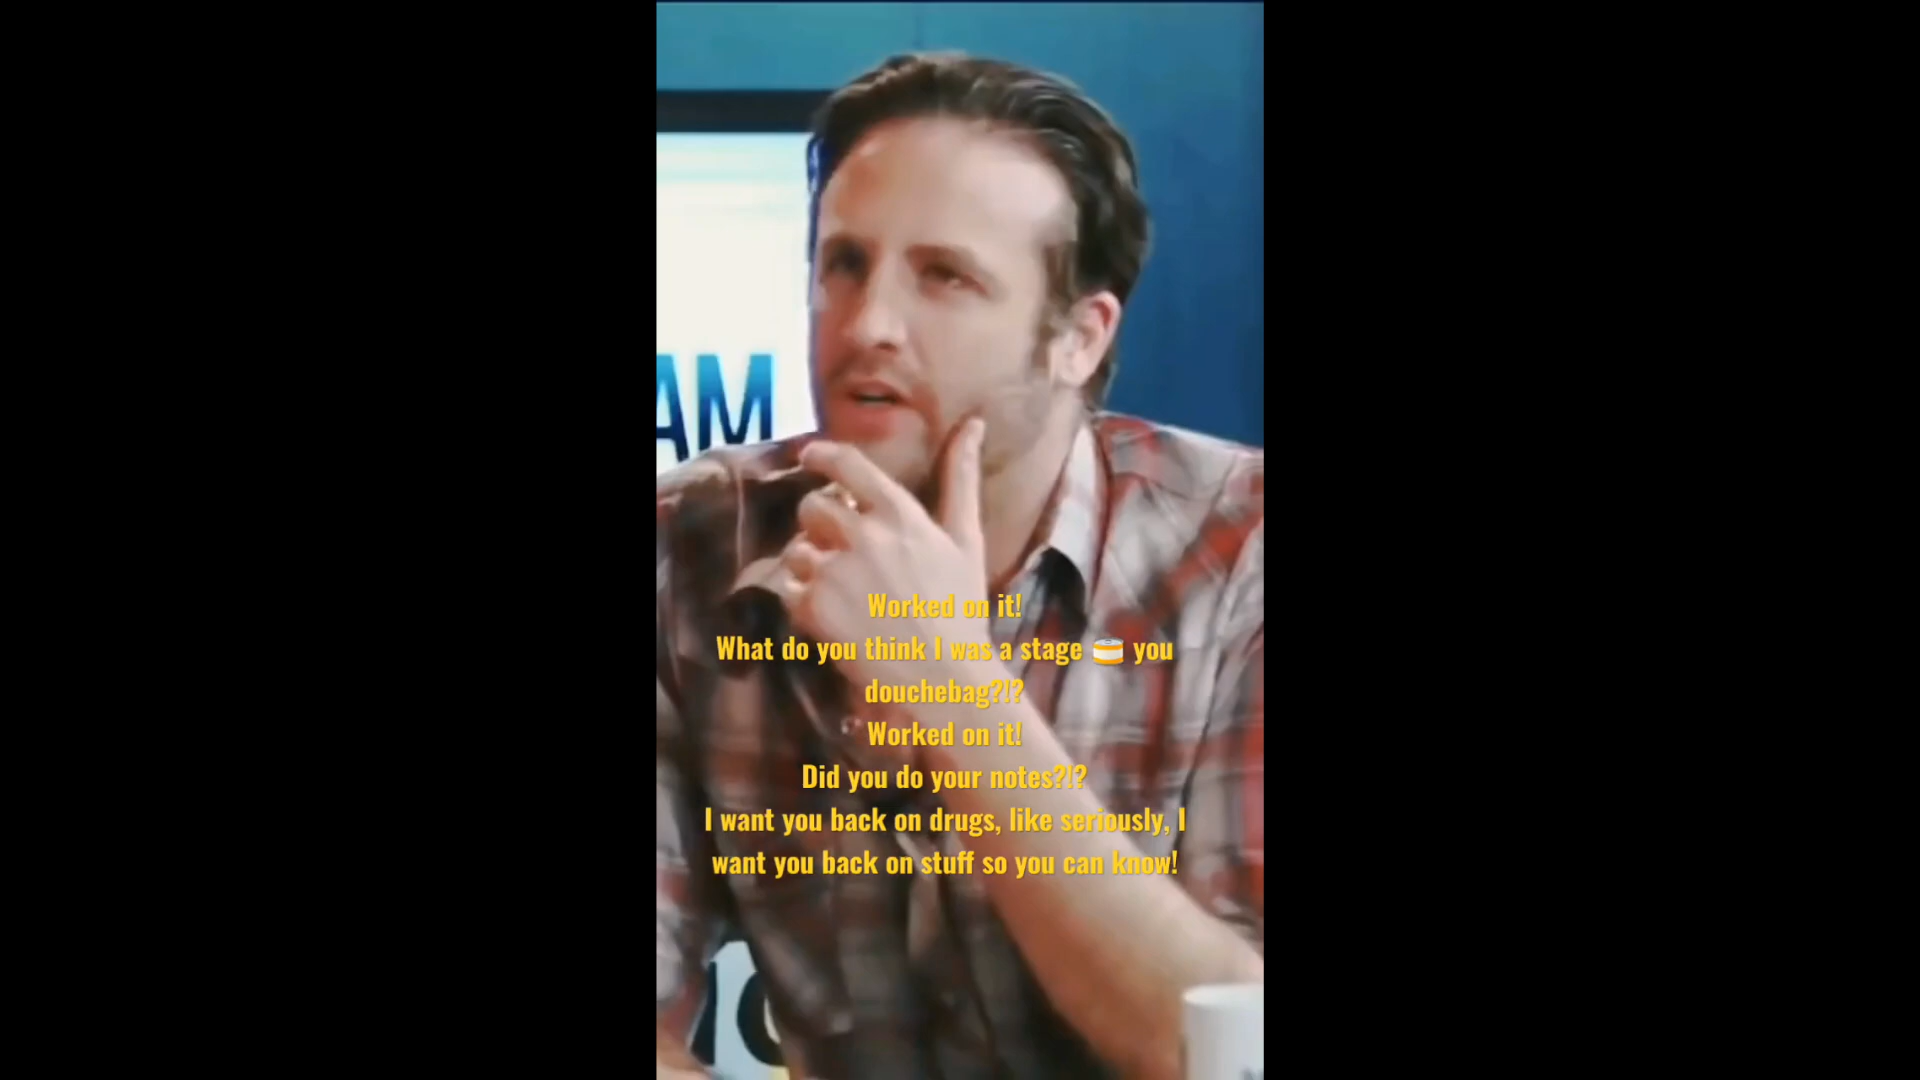 AM
Worked on it!
What do you think I was a stage 🥫 you
douchebag?!?
Worked on it!
Did you do your notes?!?
I want you back on drugs, like seriously, I
want you back on stuff so you can know!